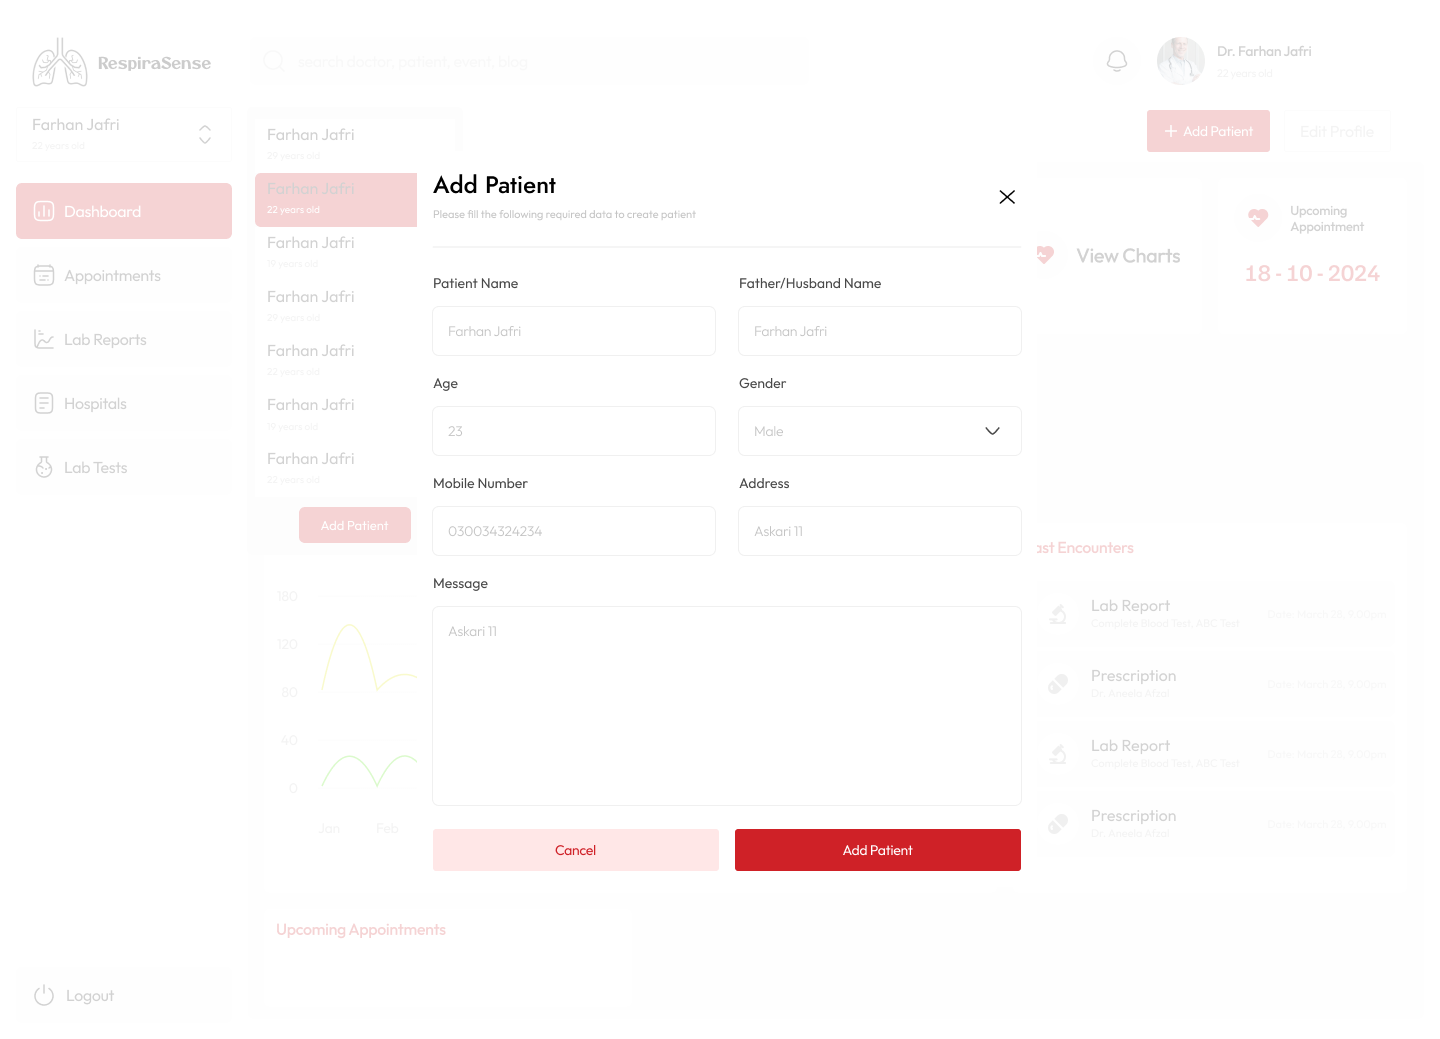 RespiraSense
search doctor, patient, event, blog
Dr. Farhan Jafri
22 years old
Farhan Jafri
22 years old
Dashboard
Appointments
Lab Reports
Hospitals
Lab Tests
Logout
Farhan Jafri
29 years old
Farhan Jafri
22 years old
Farhan Jafri
19 years old
Farhan Jafri
29 years old
Farhan Jafri
22 years old
Farhan Jafri
19 years old
Farhan Jafri
22 years old
Add Patient
Add Patient
Edit Profile
View Charts
Upcoming
Appointment
18 - 10 - 2024
Add Patient
Please fill the following required data to create patient
Patient Name
Father/Husband Name
Farhan Jafri
Farhan Jafri
Age
Gender
23
Male
Mobile Number
Address
030034324234
Askari 11
Message
Askari 11
Cancel
Add Patient
180
120
80
40
0
Jan
Feb
ast Encounters
Lab Report
Complete Blood Test, ABC Test
Date: March 28, 9:00pm
Prescription
Dr. Aneela Afzal
Date: March 28, 9:00pm
Lab Report
Complete Blood Test, ABC Test
Date: March 28, 9:00pm
Prescription
Dr. Aneela Afzal
Date: March 28, 9:00pm
Upcoming Appointments